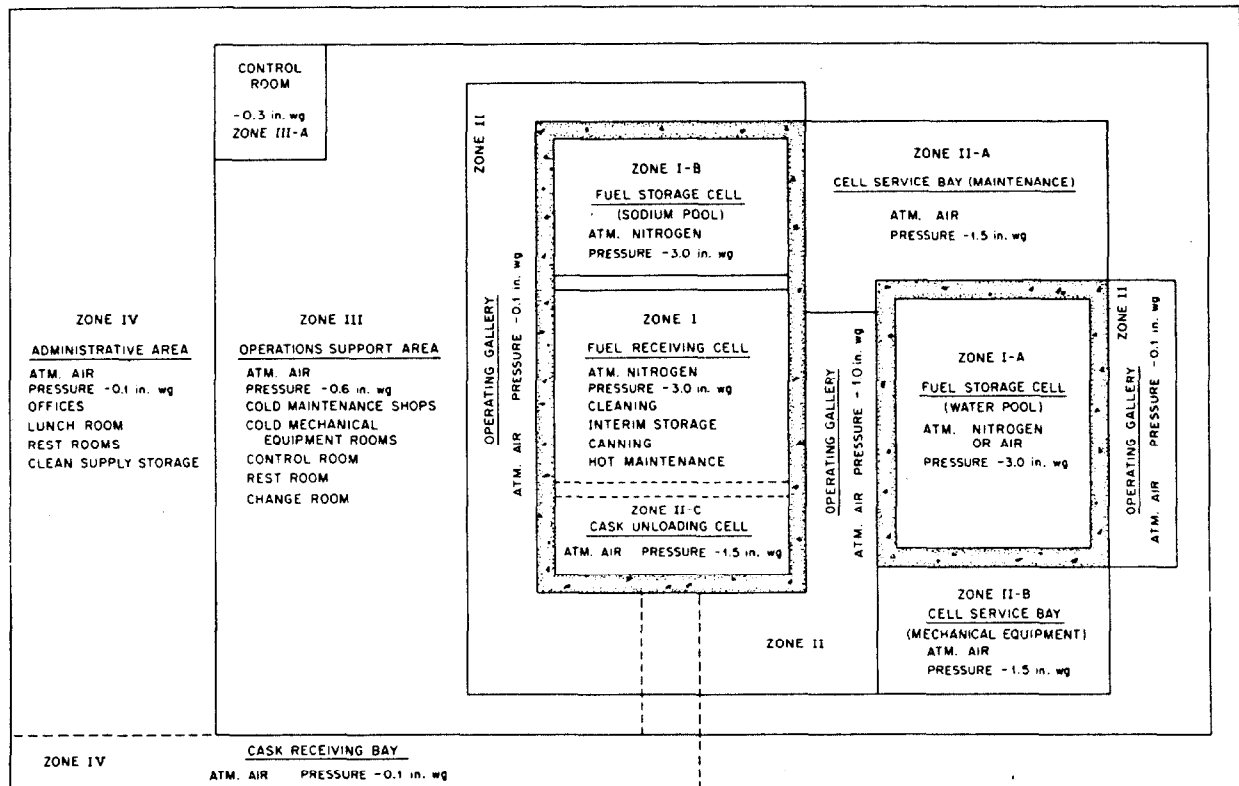 CONTROL
ROOM
-0.3 in. wg
ZONE III-A
ZONE IV
ADMINISTRATIVE AREA
ATM. AIR
PRESSURE -0.1 in. wg
OFFICES
LUNCH ROOM
REST ROOMS
CLEAN SUPPLY STORAGE
ZONE III
OPERATIONS SUPPORT AREA
ATM. AIR
PRESSURE -0.6 in. wg
COLD MAINTENANCE SHOPS
COLD MECHANICAL
EQUIPMENT ROOMS
CONTROL ROOM
REST ROOM
CHANGE ROOM
ZONE II
OPERATING GALLERY
ATM. AIR PRESSURE -0.1 in. wg
ZONE I-B
FUEL STORAGE CELL
(SODIUM POOL)
ATM. NITROGEN
PRESSURE -3.0 in. wg
ZONE I
FUEL RECEIVING CELL
ATM. NITROGEN
PRESSURE -3.0 in. wg
CLEANING
INTERIM STORAGE
CANNING
HOT MAINTENANCE
ZONE II-C
CASK UNLOADING CELL
ATM. AIR PRESSURE -1.5 in. wg
ZONE II-A
CELL SERVICE BAY (MAINTENANCE)
ATM. AIR
PRESSURE -1.5 in. wg
OPERATING GALLERY
ATM. AIR PRESSURE -10 in. wg
ZONE I-A
FUEL STORAGE CELL
(WATER POOL)
ATM. NITROGEN
OR AIR
PRESSURE -3.0 in. wg
ZONE II
OPERATING GALLERY
ATM. AIR PRESSURE -0.1 in. wg
ZONE II-B
CELL SERVICE BAY
(MECHANICAL EQUIPMENT)
ATM. AIR
PRESSURE -1.5 in. wg
ZONE II
ZONE IV
CASK RECEIVING BAY
ATM. AIR PRESSURE -0.1 in. wg